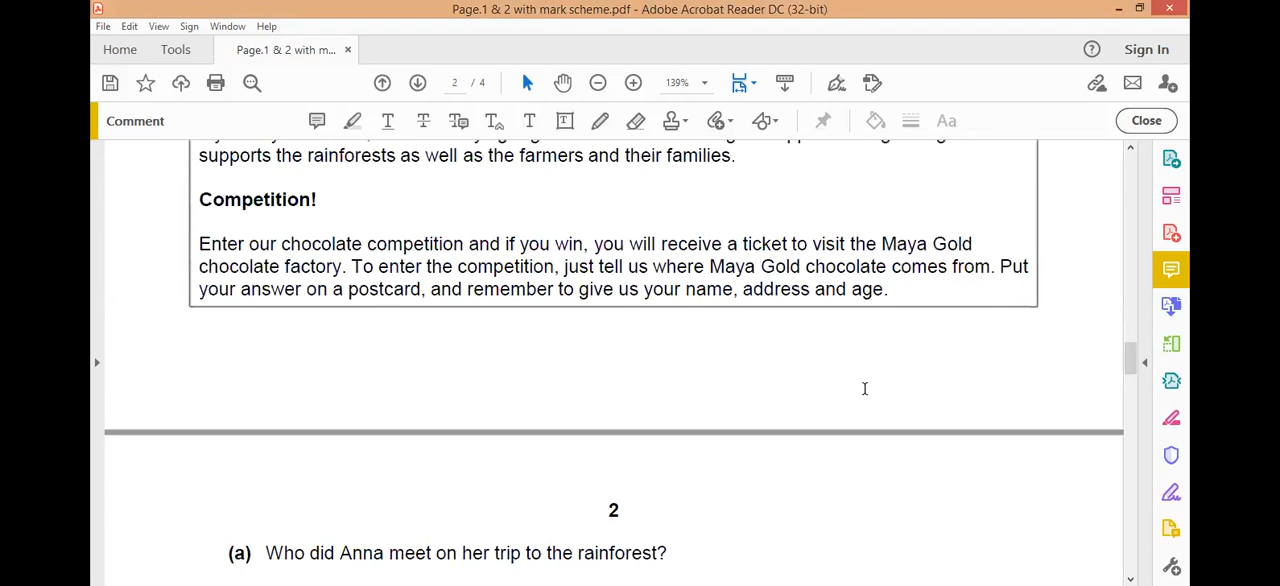 Page.1 & 2 with mark scheme.pdf - Adobe Acrobat Reader DC (32-bit)
File Edit View Sign Window Help
Home Tools Page.1 & 2 with m... × Sign In
2 / 4 139%
Comment Close
supports the rainforests as well as the farmers and their families.
Competition!
Enter our chocolate competition and if you win, you will receive a ticket to visit the Maya Gold
chocolate factory. To enter the competition, just tell us where Maya Gold chocolate comes from. Put
your answer on a postcard, and remember to give us your name, address and age.
2
(a) Who did Anna meet on her trip to the rainforest?